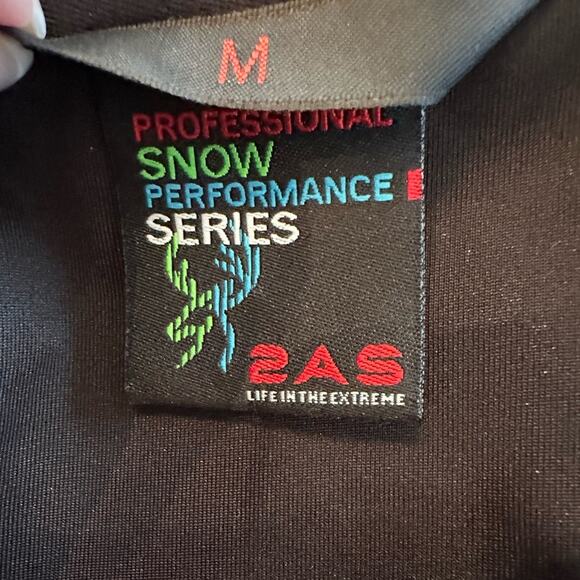 M
PROFESSIONAL
SNOW
PERFORMANCE
SERIES
2AS
LIFE IN THE EXTREME